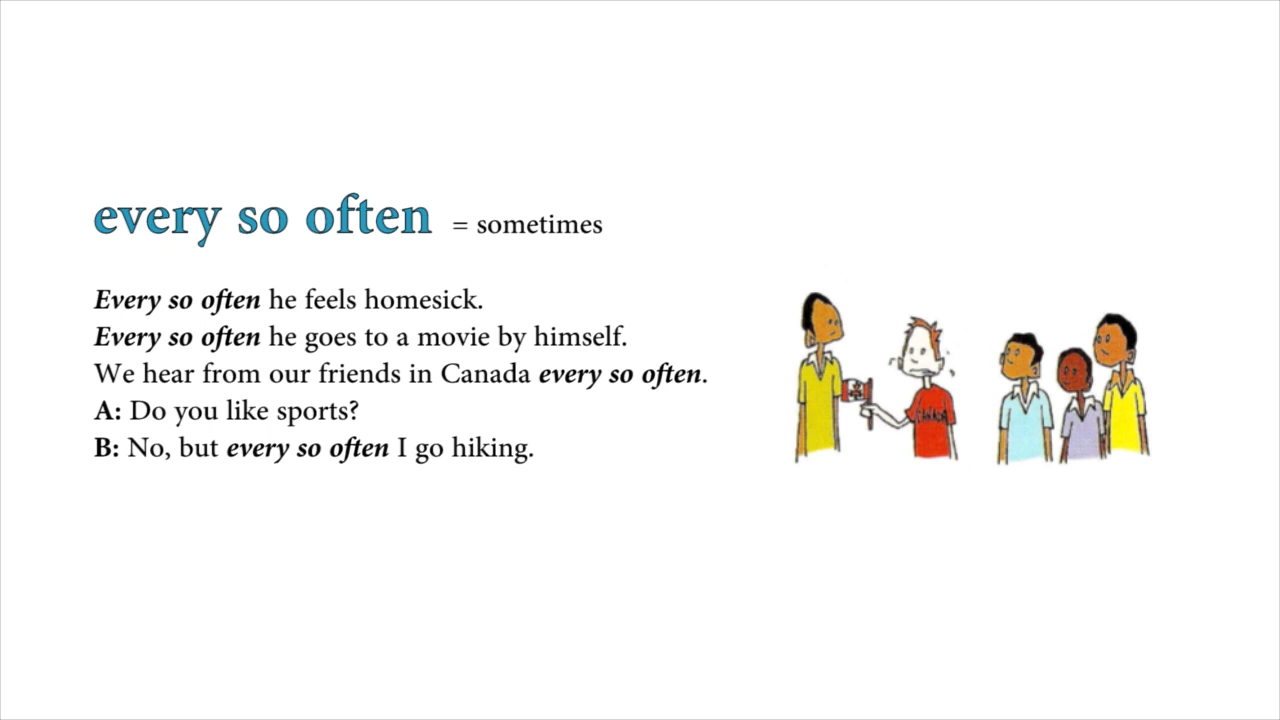 every so often = sometimes
Every so often he feels homesick.
Every so often he goes to a movie by himself.
We hear from our friends in Canada every so often.
A: Do you like sports?
B: No, but every so often I go hiking.
CANADA